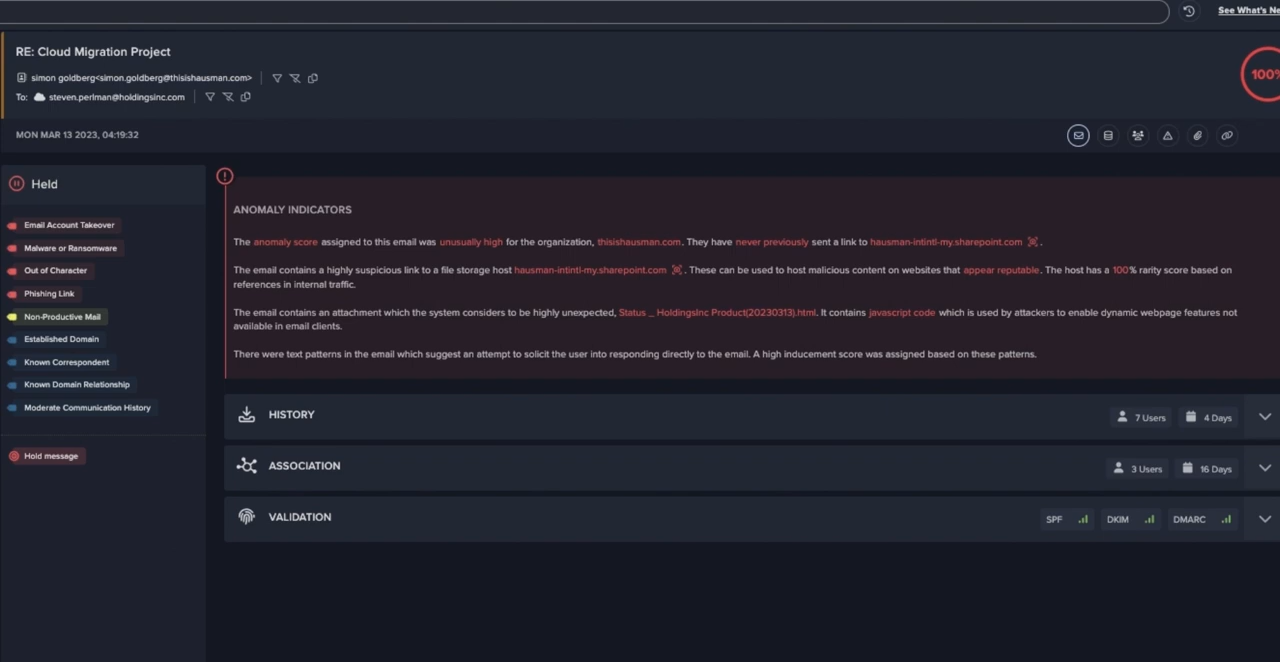 See What's Ne
RE: Cloud Migration Project
simon goldberg<simon.goldberg@thisishausman.com>
100%
To: steven.perlman@holdingsinc.com
MON MAR 13 2023, 04:19:32
Held
Email Account Takeover
Malware or Ransomware
Out of Character
Phishing Link
Non-Productive Mail
Established Domain
Known Correspondent
Known Domain Relationship
Moderate Communication History
Hold message
ANOMALY INDICATORS
The anomaly score assigned to this email was unusually high for the organization, thisishausman.com. They have never previously sent a link to hausman-intintl-my.sharepoint.com .
The email contains a highly suspicious link to a file storage host hausman-intintl-my.sharepoint.com . These can be used to host malicious content on websites that appear reputable. The host has a 100% rarity score based on
references in internal traffic.
The email contains an attachment which the system considers to be highly unexpected, Status _ HoldingsInc Product(20230313).html. It contains javascript code which is used by attackers to enable dynamic webpage features not
available in email clients.
There were text patterns in the email which suggest an attempt to solicit the user into responding directly to the email. A high inducement score was assigned based on these patterns.
HISTORY 7 Users 4 Days
ASSOCIATION 3 Users 16 Days
VALIDATION SPF DKIM DMARC